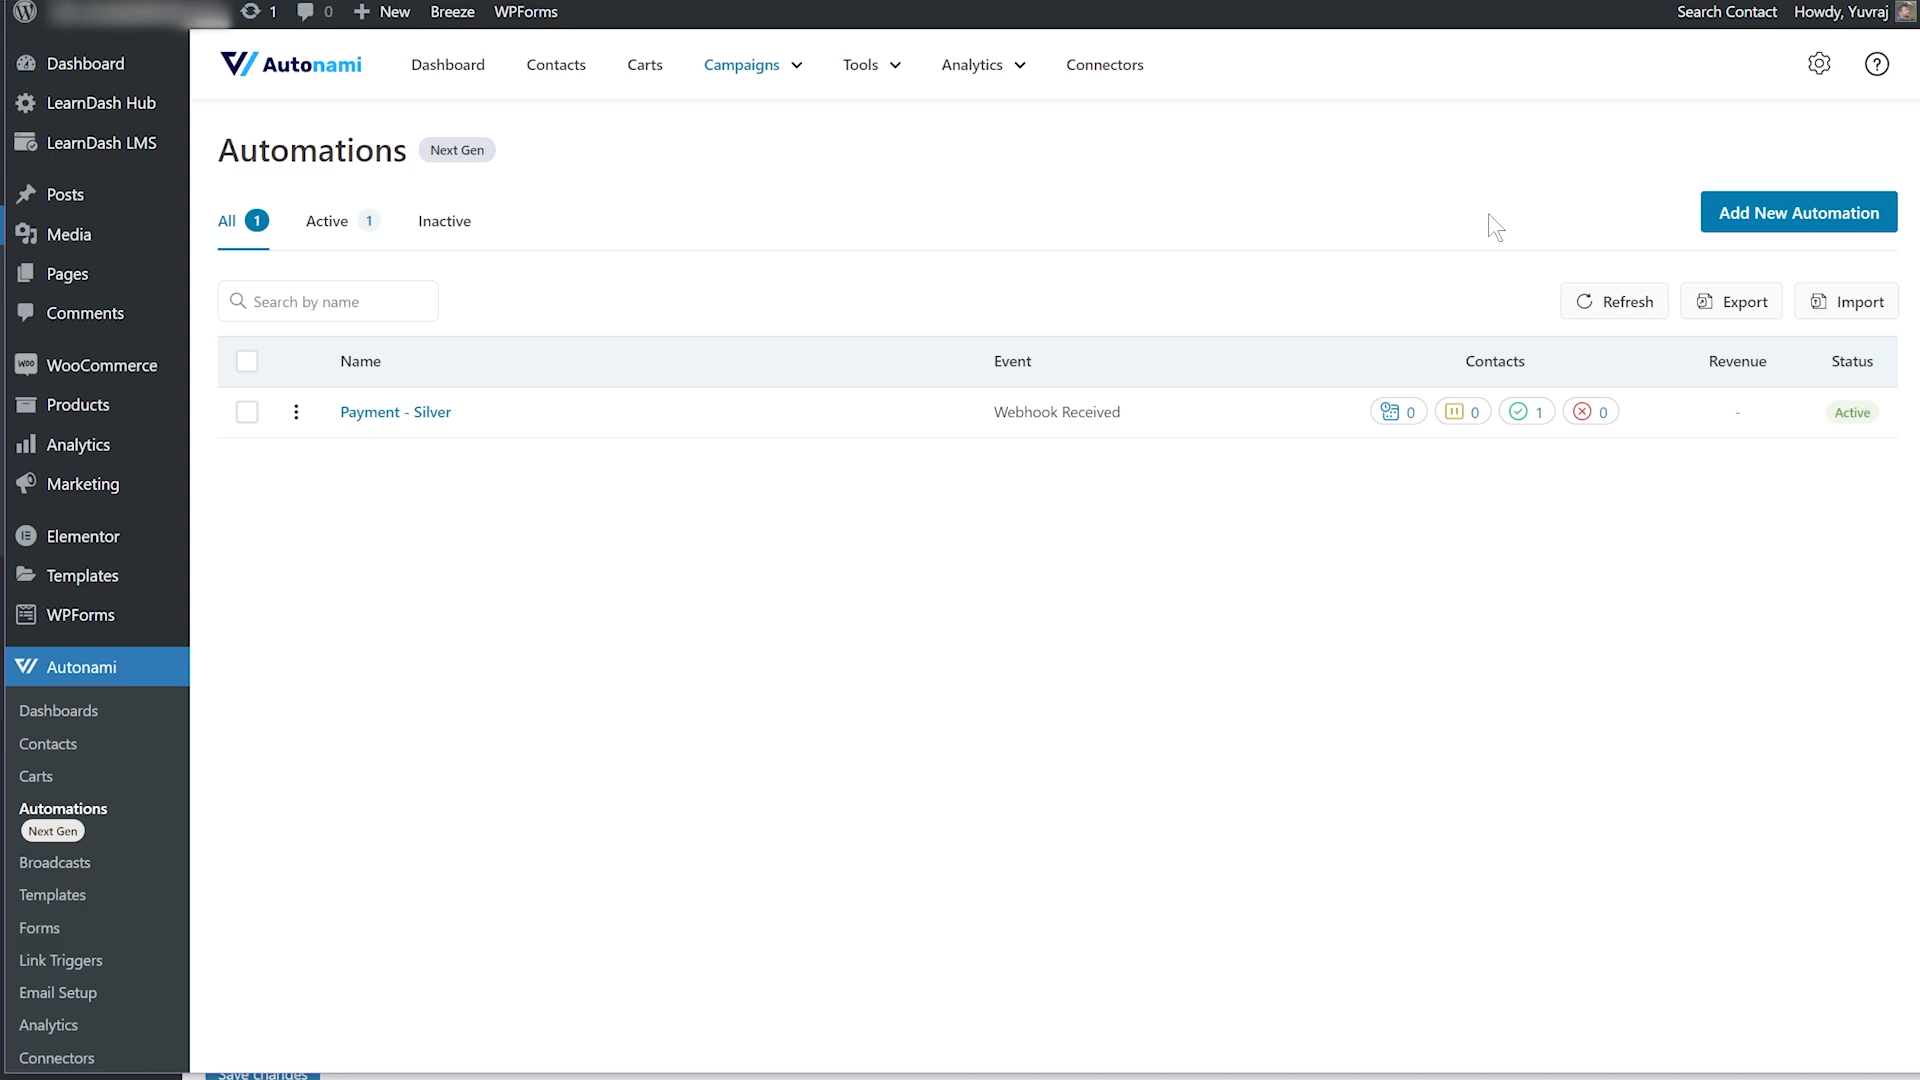 1 0 New Breeze WPForms Search Contact Howdy, Yuvraj
Dashboard
LearnDash Hub
LearnDash LMS
Posts
Media
Pages
Comments
WooCommerce
Products
Analytics
Marketing
Elementor
Templates
WPForms
Autonami
Dashboards
Contacts
Carts
Automations
Next Gen
Broadcasts
Templates
Forms
Link Triggers
Email Setup
Analytics
Connectors
Autonami Dashboard Contacts Carts Campaigns Tools Analytics Connectors
Automations Next Gen
All 1 Active 1 Inactive Add New Automation
Search by name Refresh Export Import
Name Event Contacts Revenue Status
Payment - Silver Webhook Received 0 0 1 0 - Active
Save changes